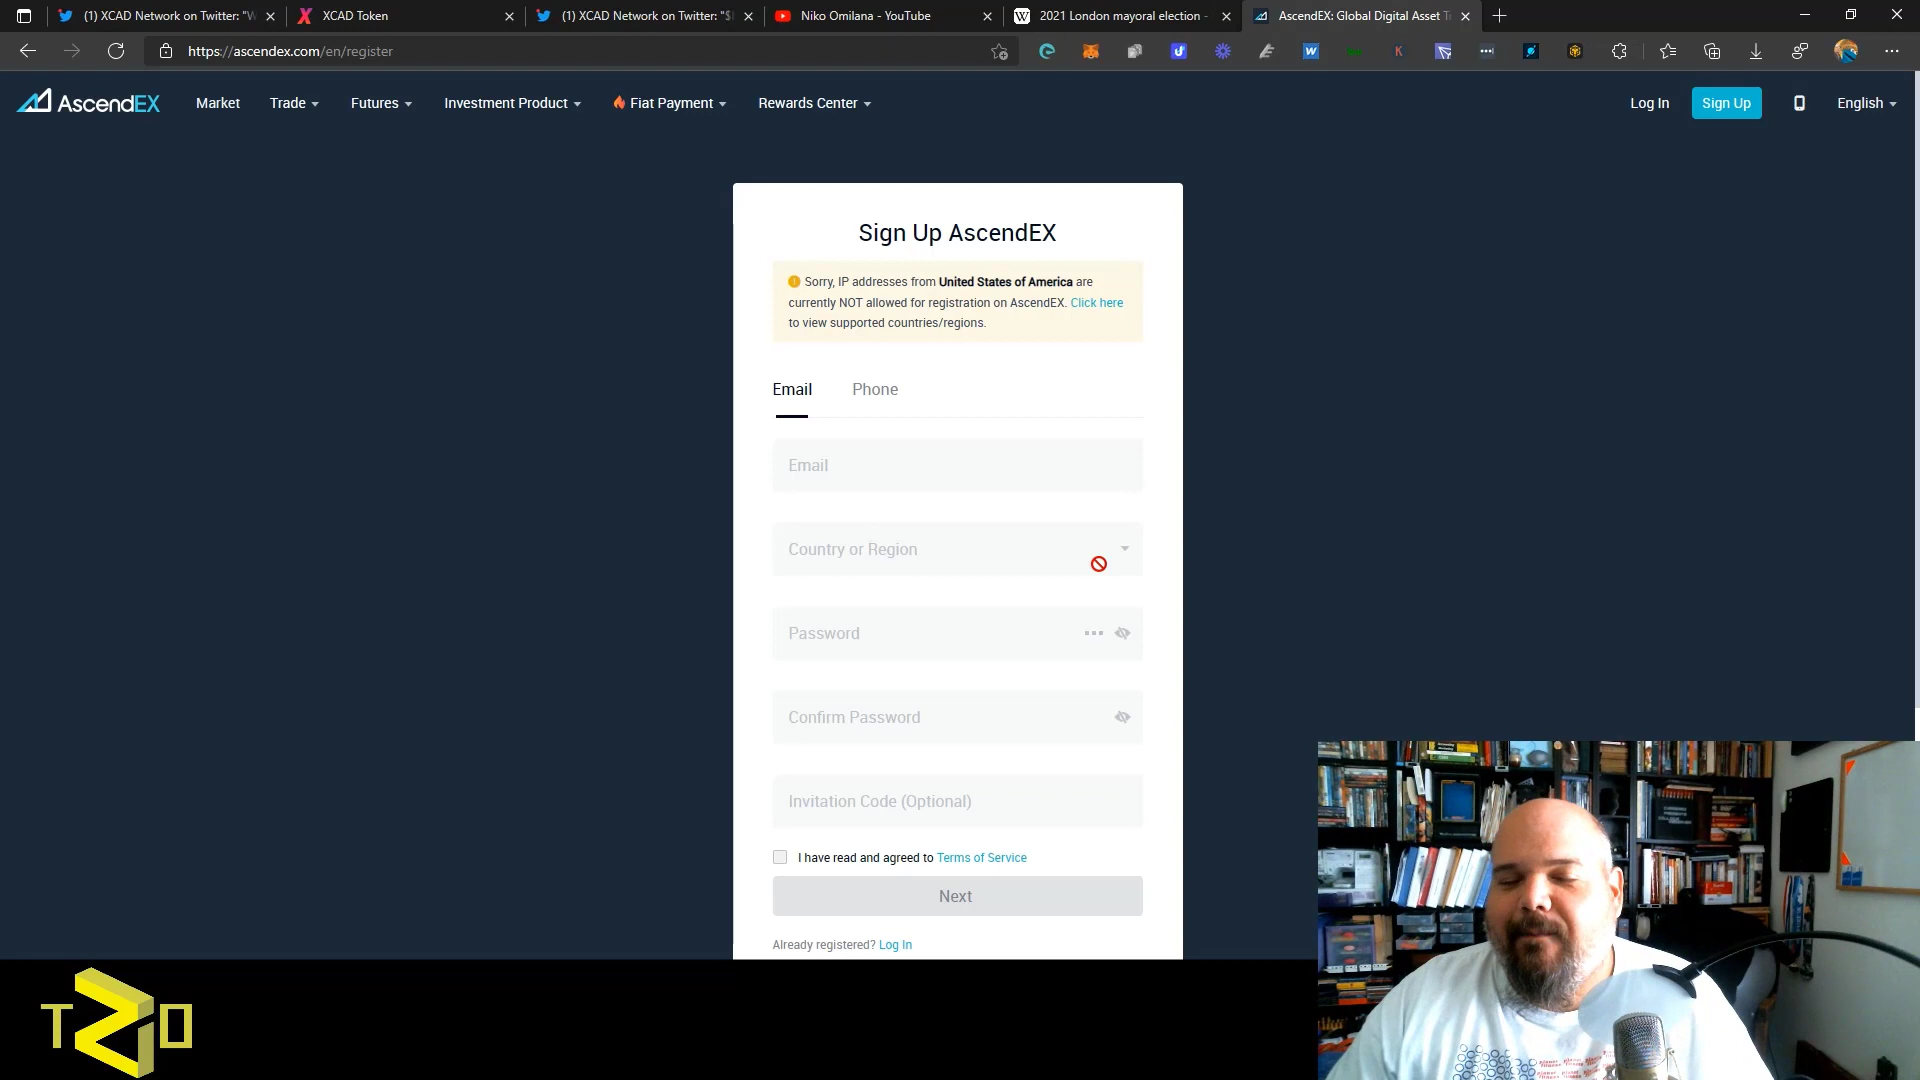 (1) XCAD Network on Twitter: "W
XCAD Token
(1) XCAD Network on Twitter: "$
Niko Omilana - YouTube
2021 London mayoral election -
AscendEX: Global Digital Asset T
https://ascendex.com/en/register
AscendEX
Market
Trade
Futures
Investment Product
Fiat Payment
Rewards Center
Log In
Sign Up
English
Sign Up AscendEX
Sorry, IP addresses from United States of America are
currently NOT allowed for registration on AscendEX. Click here
to view supported countries/regions.
Email
Phone
Email
Country or Region
Password
Confirm Password
Invitation Code (Optional)
I have read and agreed to Terms of Service
Next
Already registered? Log In